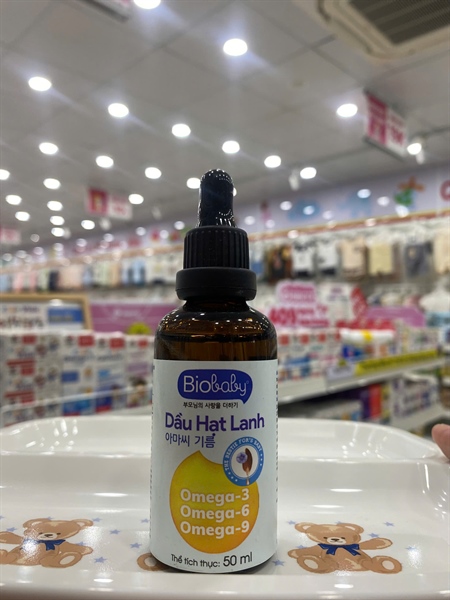 Biobaby
부모님의 사랑을 더하기
Dầu Hạt Lanh
아마씨 기름
Omega-3
Omega-6
Omega-9
Thể tích thực: 50 ml